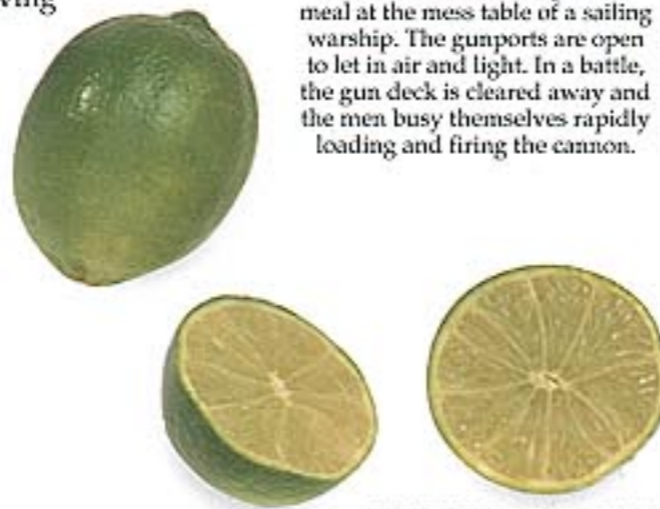 meal at the mess table of a sailing
warship. The gunports are open
to let in air and light. In a battle,
the gun deck is cleared away and
the men busy themselves rapidly
loading and firing the cannon.